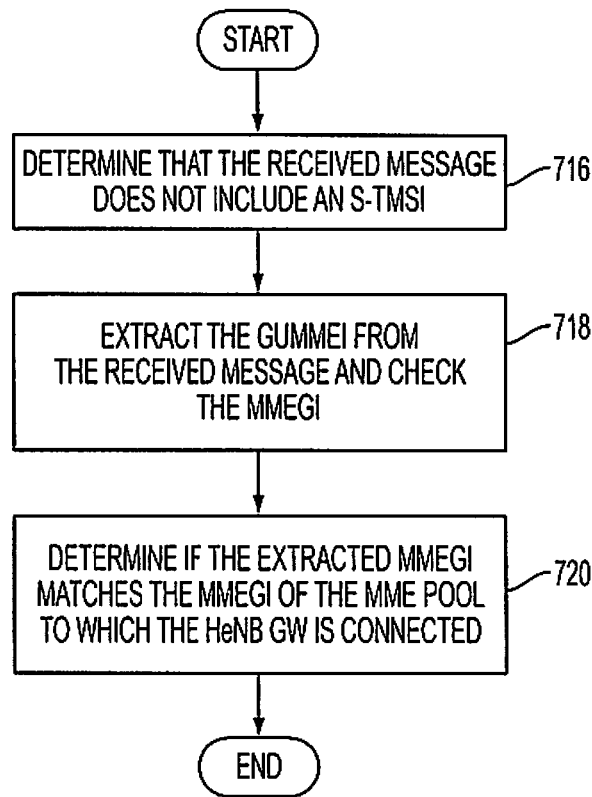 START
DETERMINE THAT THE RECEIVED MESSAGE
DOES NOT INCLUDE AN S-TMSI
716
EXTRACT THE GUMMEI FROM
THE RECEIVED MESSAGE AND CHECK
THE MMEGI
718
DETERMINE IF THE EXTRACTED MMEGI
MATCHES THE MMEGI OF THE MME POOL
TO WHICH THE HeNB GW IS CONNECTED
720
END